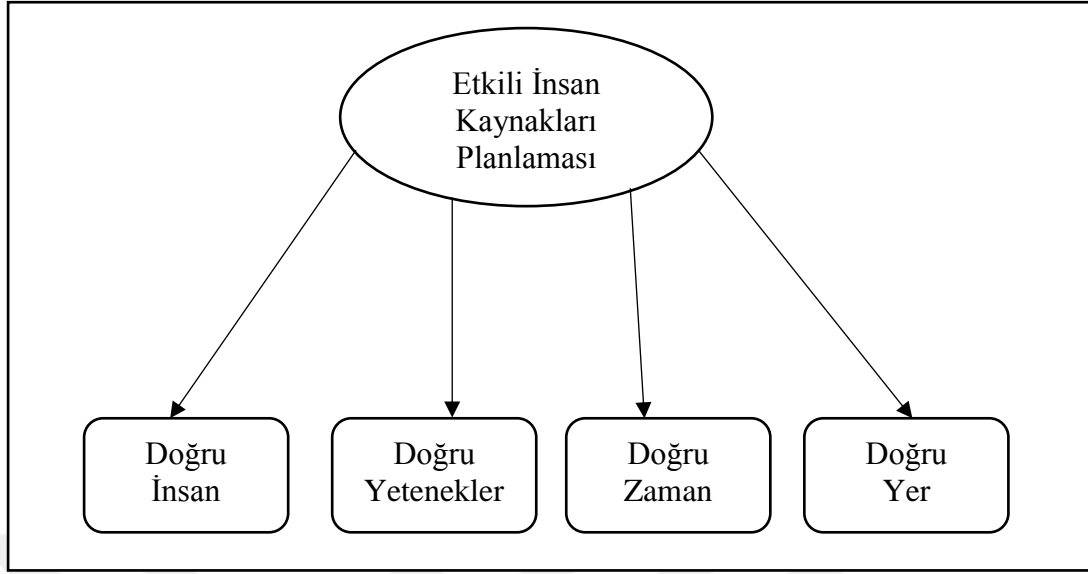 Etkili İnsan
Kaynakları
Planlaması
Doğru
İnsan
Doğru
Yetenekler
Doğru
Zaman
Doğru
Yer